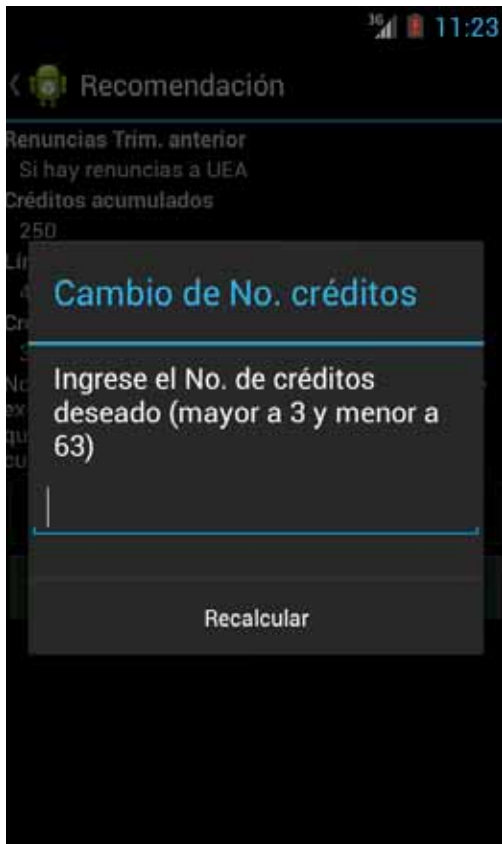 3G 11:23
Recomendación
Renuncias Trim. anterior
Si hay renuncias a UEA
Créditos acumulados
250
Cambio de No. créditos
Ingrese el No. de créditos
deseado (mayor a 3 y menor a
63)
Recalcular